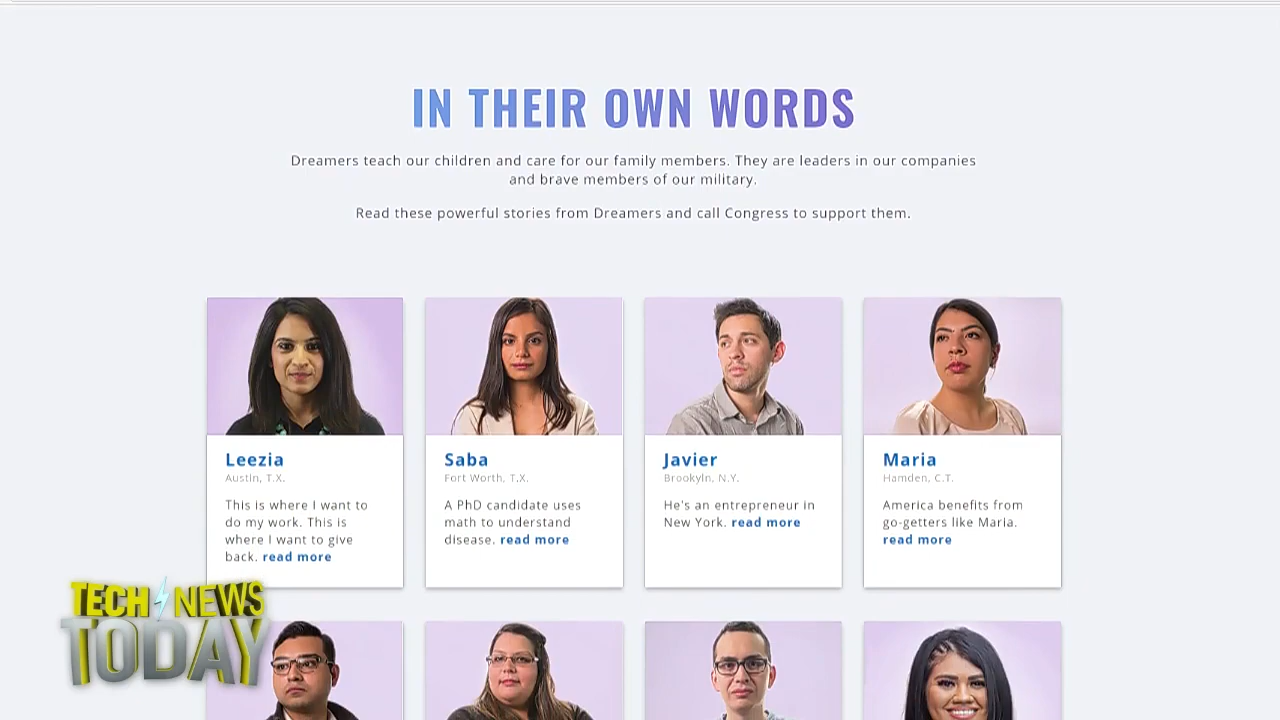 IN THEIR OWN WORDS
Dreamers teach our children and care for our family members. They are leaders in our companies
and brave members of our military.
Read these powerful stories from Dreamers and call Congress to support them.
Leezia
Austin, T.X.
This is where I want to
do my work. This is
where I want to give
back. read more
Saba
Fort Worth, T.X.
A PhD candidate uses
math to understand
disease. read more
Javier
Brookyln, N.Y.
He's an entrepreneur in
New York. read more
Maria
Hamden, C.T.
America benefits from
go-getters like Maria.
read more
TECH NEWS
TODAY